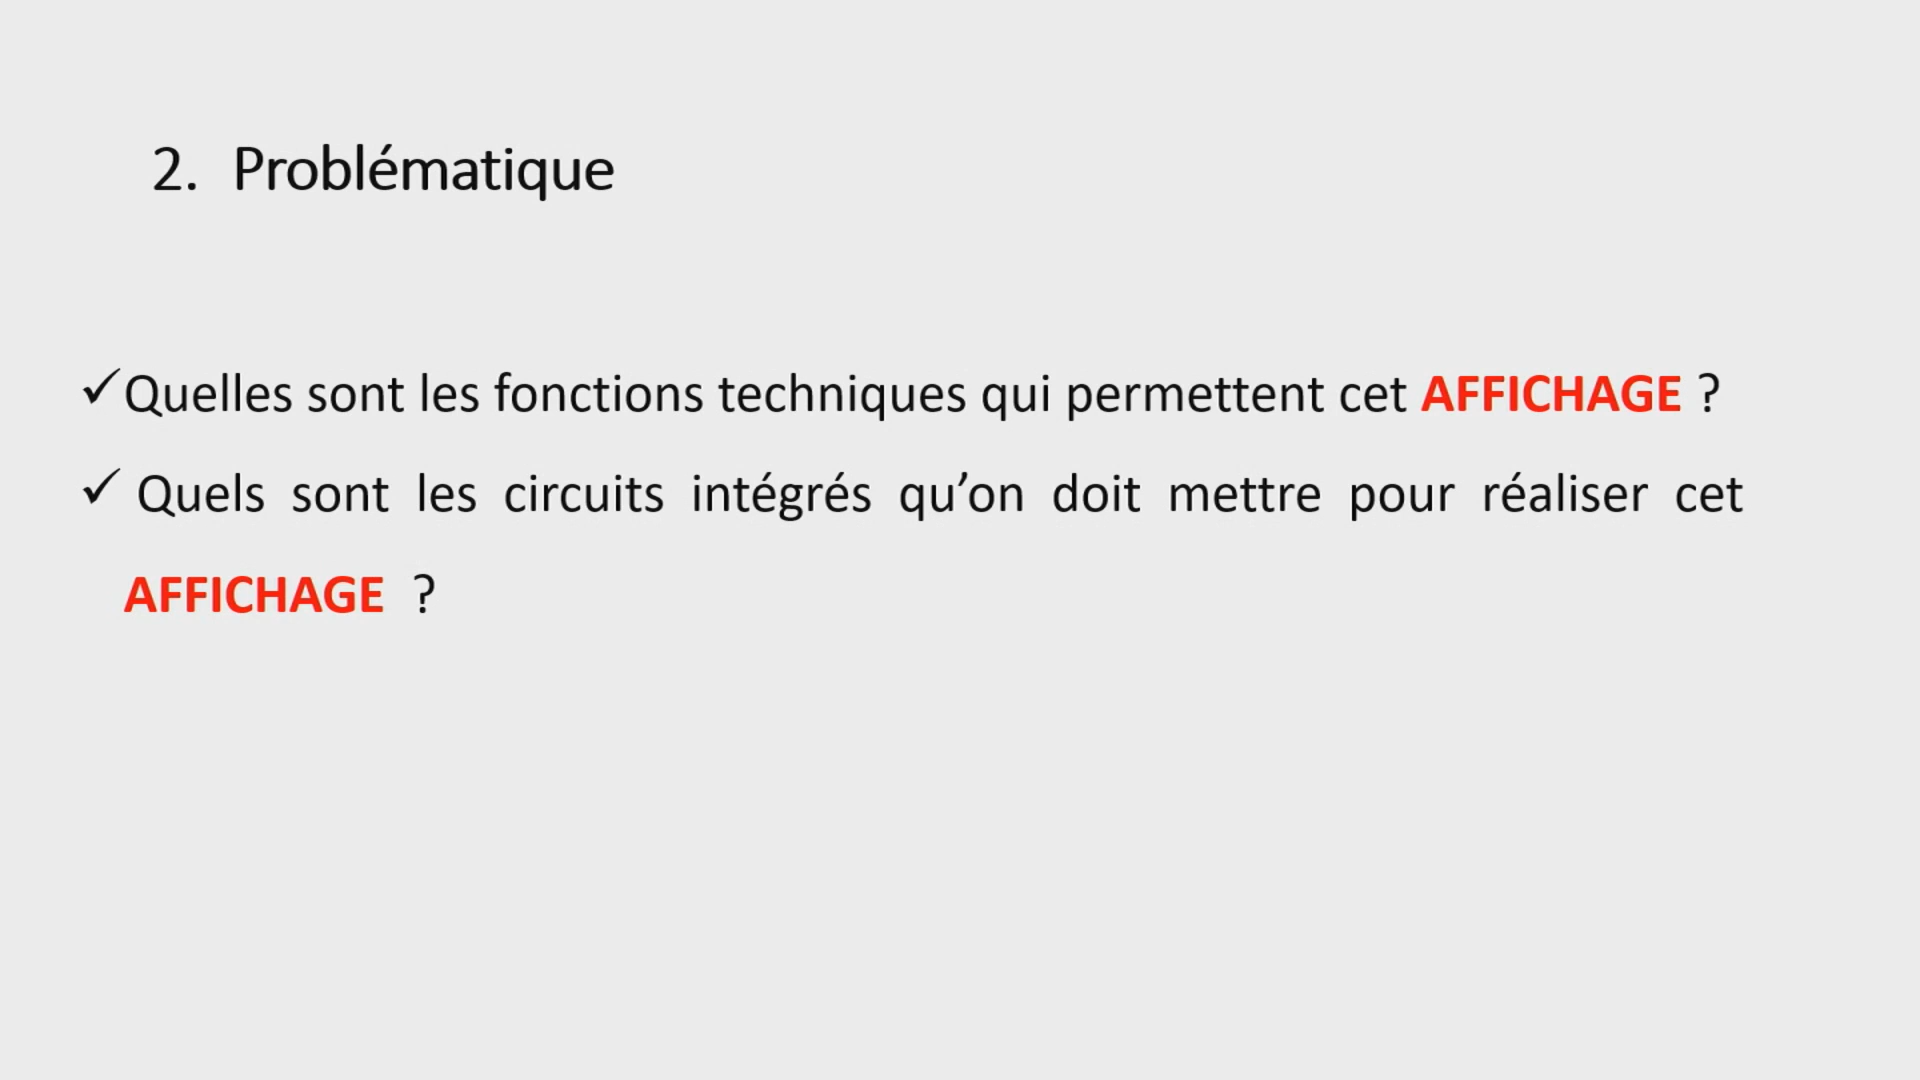 2. Problématique
✓Quelles sont les fonctions techniques qui permettent cet AFFICHAGE ?
✓ Quels sont les circuits intégrés qu’on doit mettre pour réaliser cet
AFFICHAGE ?